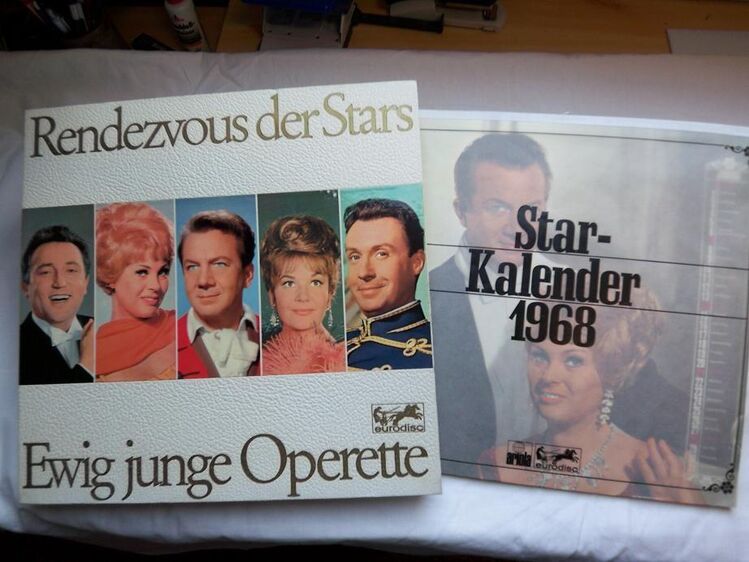 Rendezvous der Stars
eurodisc
Ewig junge Operette
Star-
Kalender
1968
ariola eurodisc